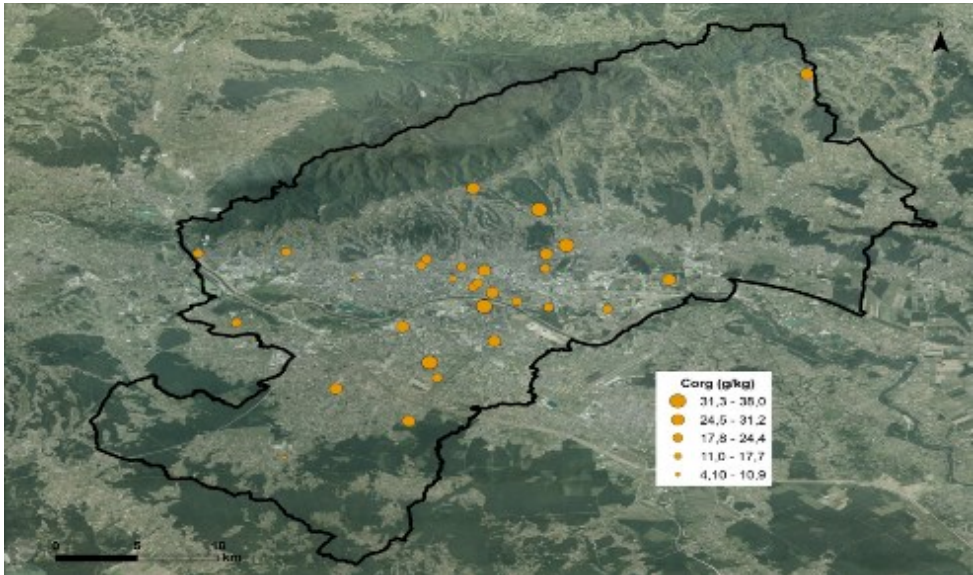 N
Corg (g/kg)
31,3 - 38,0
24,5 - 31,2
17,8 - 24,4
11,0 - 17,7
4,10 - 10,9
0 5 10
km